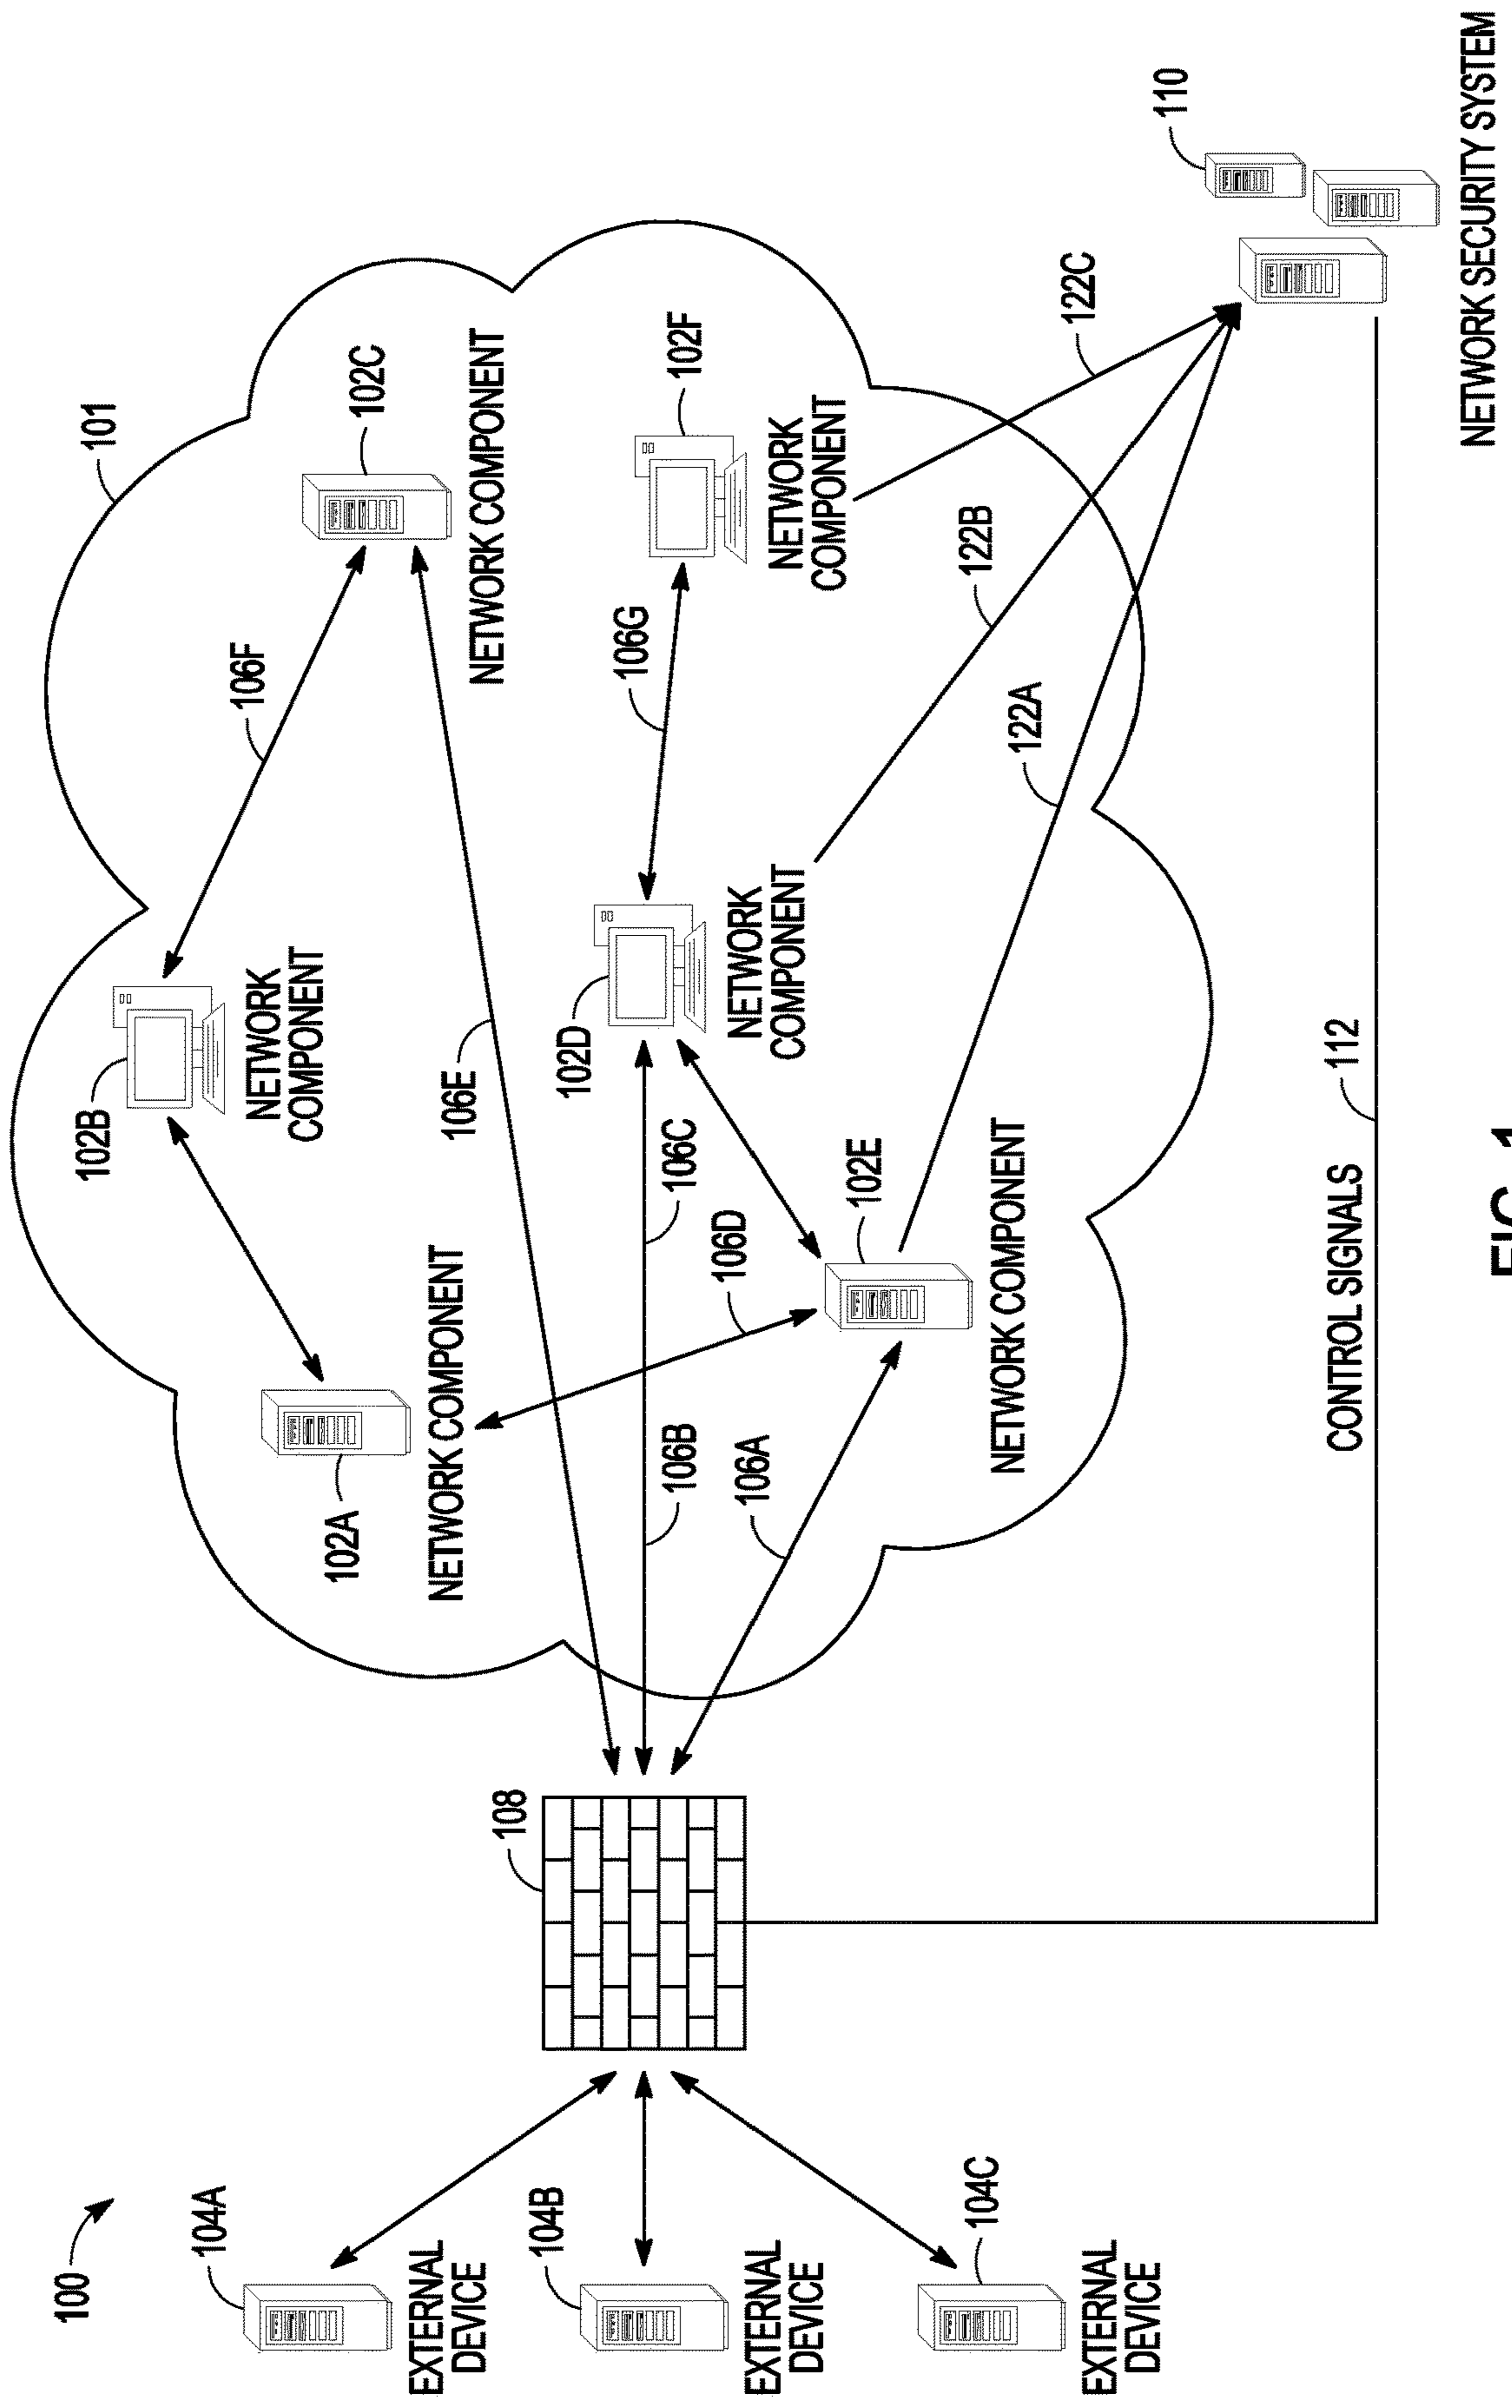 100
101
102A
NETWORK COMPONENT
102B
NETWORK
COMPONENT
106F
102C
NETWORK COMPONENT
104A
EXTERNAL
DEVICE
108
106E
102D
NETWORK
COMPONENT
106G
102F
NETWORK
COMPONENT
104B
EXTERNAL
DEVICE
106B
106C
106A
106D
102E
NETWORK COMPONENT
122A
122B
122C
104C
EXTERNAL
DEVICE
110
NETWORK SECURITY SYSTEM
CONTROL SIGNALS
112
FIG. 1